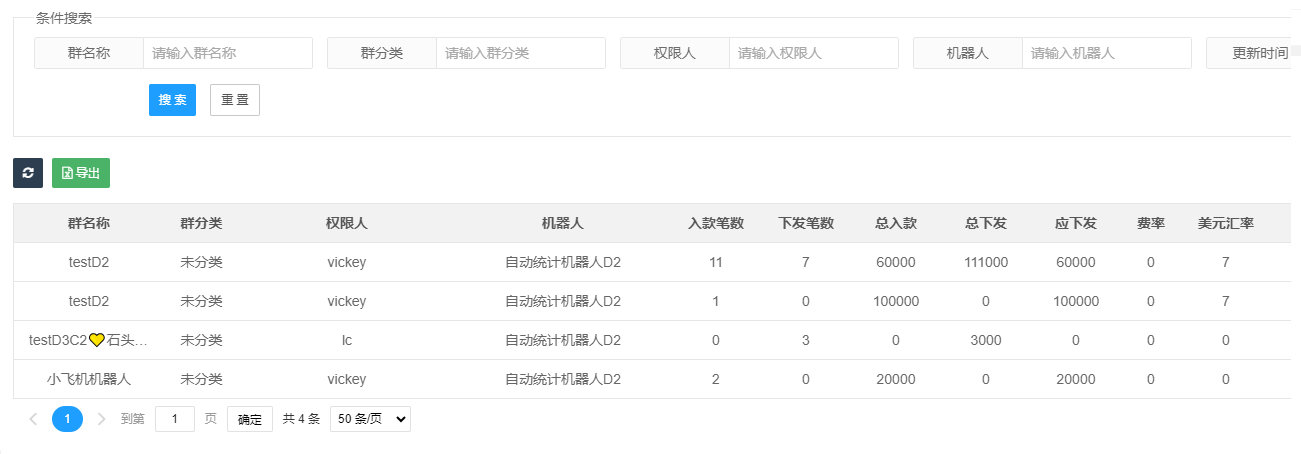 条件搜索
群名称 请输入群名称 群分类 请输入群分类 权限人 请输入权限人 机器人 请输入机器人 更新时间
搜 索 重 置
导出
群名称 群分类 权限人 机器人 入款笔数 下发笔数 总入款 总下发 应下发 费率 美元汇率
testD2 未分类 vickey 自动统计机器人D2 11 7 60000 111000 60000 0 7
testD2 未分类 vickey 自动统计机器人D2 1 0 100000 0 100000 0 7
testD3C2💛石头... 未分类 lc 自动统计机器人D2 0 3 0 3000 0 0 0
小飞机机器人 未分类 vickey 自动统计机器人D2 2 0 20000 0 20000 0 0
1 到第 1 页 确定 共 4 条 50 条/页